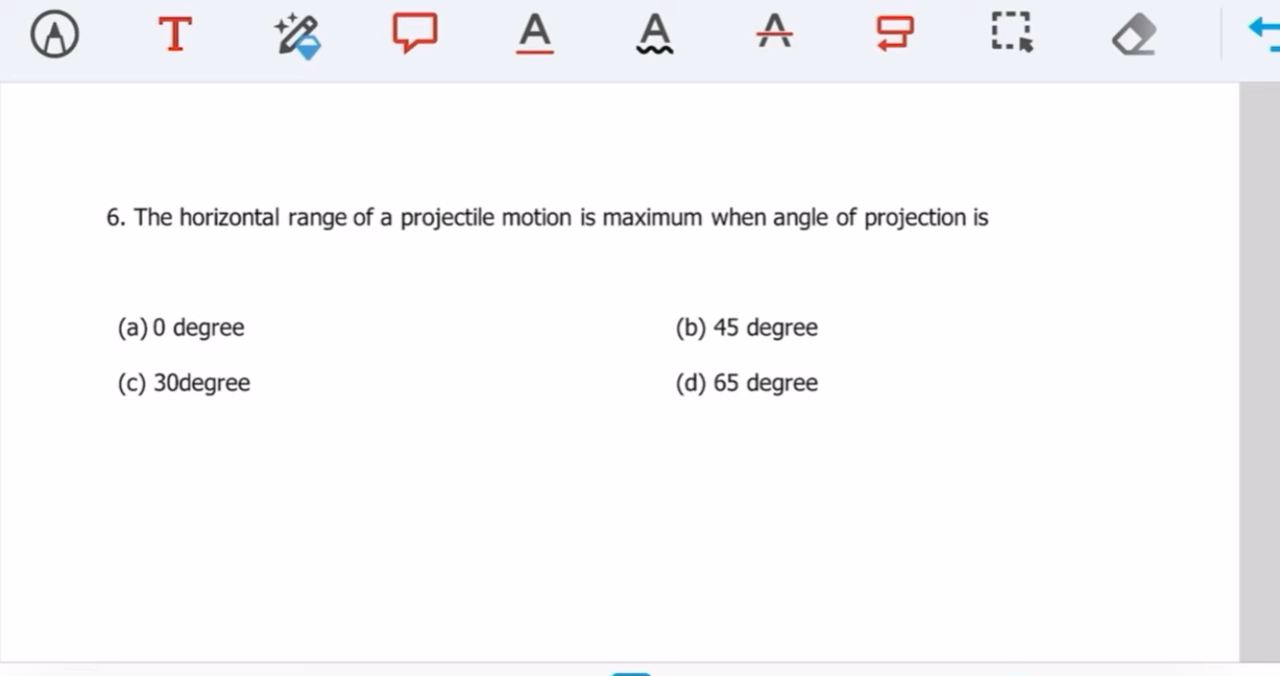 6. The horizontal range of a projectile motion is maximum when angle of projection is
(a) 0 degree (b) 45 degree
(c) 30degree (d) 65 degree